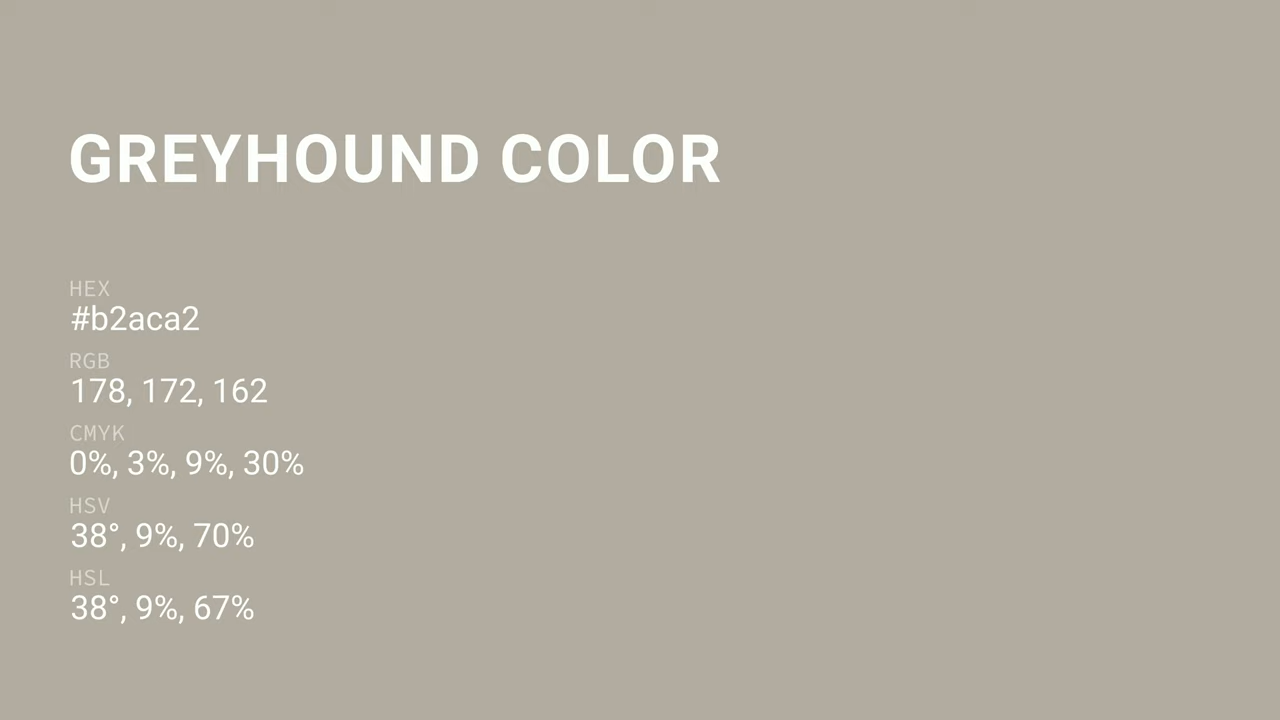 GREYHOUND COLOR
HEX
#b2aca2
RGB
178, 172, 162
CMYK
0%, 3%, 9%, 30%
HSV
38°, 9%, 70%
HSL
38°, 9%, 67%